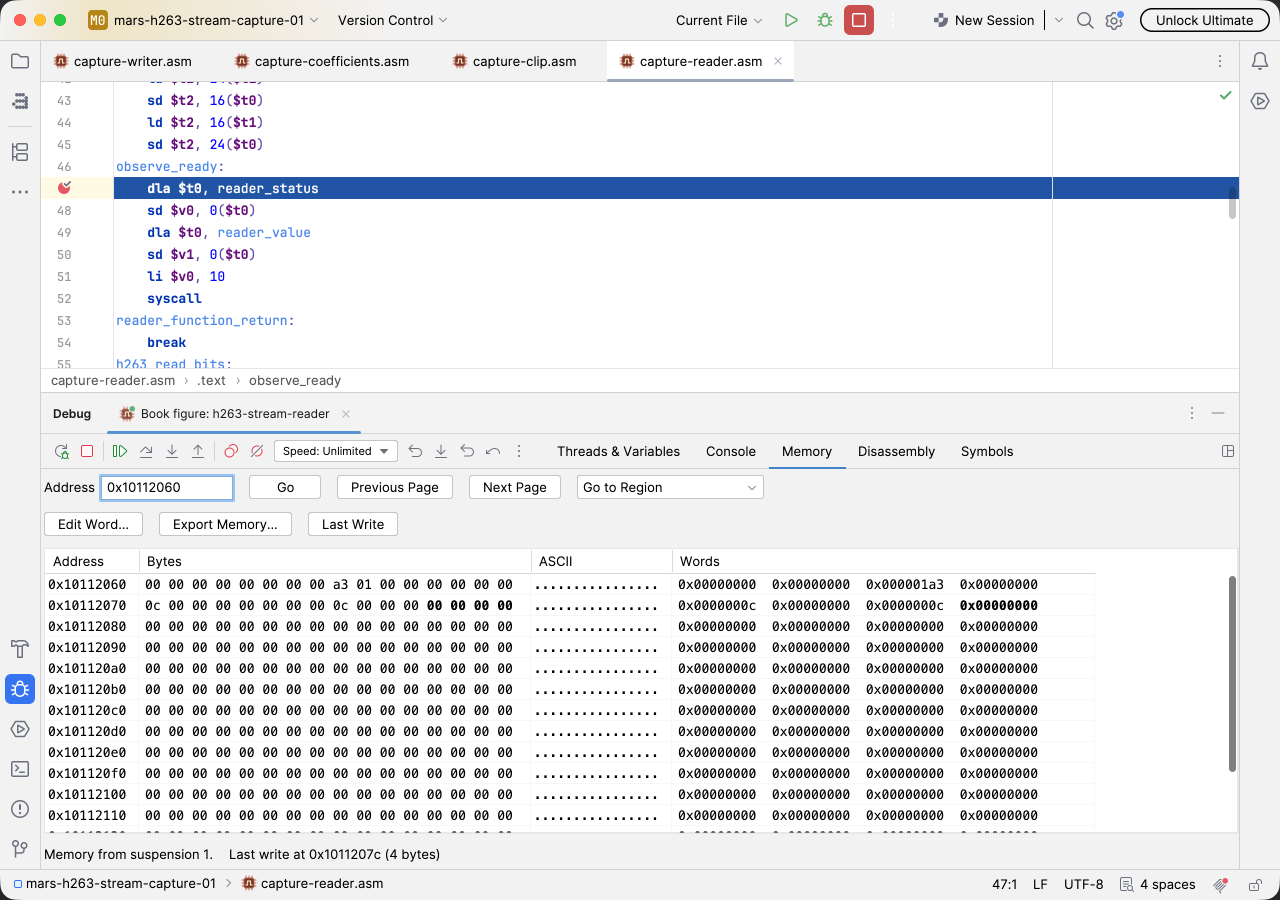 M0 mars-h263-stream-capture-01 Version Control Current File New Session Unlock Ultimate
capture-writer.asm capture-coefficients.asm capture-clip.asm capture-reader.asm
43 sd $t2, 16($t0)
44 ld $t2, 16($t1)
45 sd $t2, 24($t0)
46 observe_ready:
dla $t0, reader_status
48 sd $v0, 0($t0)
49 dla $t0, reader_value
50 sd $v1, 0($t0)
51 li $v0, 10
52 syscall
53 reader_function_return:
54 break
55 h263_read_bits:
capture-reader.asm › .text › observe_ready
Debug Book figure: h263-stream-reader
Speed: Unlimited Threads & Variables Console Memory Disassembly Symbols
Address 0x10112060 Go Previous Page Next Page Go to Region
Edit Word... Export Memory... Last Write
Address Bytes ASCII Words
0x10112060 00 00 00 00 00 00 00 00 a3 01 00 00 00 00 00 00 ................ 0x00000000 0x00000000 0x000001a3 0x00000000
0x10112070 0c 00 00 00 00 00 00 00 0c 00 00 00 00 00 00 00 ................ 0x0000000c 0x00000000 0x0000000c 0x00000000
0x10112080 00 00 00 00 00 00 00 00 00 00 00 00 00 00 00 00 ................ 0x00000000 0x00000000 0x00000000 0x00000000
0x10112090 00 00 00 00 00 00 00 00 00 00 00 00 00 00 00 00 ................ 0x00000000 0x00000000 0x00000000 0x00000000
0x101120a0 00 00 00 00 00 00 00 00 00 00 00 00 00 00 00 00 ................ 0x00000000 0x00000000 0x00000000 0x00000000
0x101120b0 00 00 00 00 00 00 00 00 00 00 00 00 00 00 00 00 ................ 0x00000000 0x00000000 0x00000000 0x00000000
0x101120c0 00 00 00 00 00 00 00 00 00 00 00 00 00 00 00 00 ................ 0x00000000 0x00000000 0x00000000 0x00000000
0x101120d0 00 00 00 00 00 00 00 00 00 00 00 00 00 00 00 00 ................ 0x00000000 0x00000000 0x00000000 0x00000000
0x101120e0 00 00 00 00 00 00 00 00 00 00 00 00 00 00 00 00 ................ 0x00000000 0x00000000 0x00000000 0x00000000
0x101120f0 00 00 00 00 00 00 00 00 00 00 00 00 00 00 00 00 ................ 0x00000000 0x00000000 0x00000000 0x00000000
0x10112100 00 00 00 00 00 00 00 00 00 00 00 00 00 00 00 00 ................ 0x00000000 0x00000000 0x00000000 0x00000000
0x10112110 00 00 00 00 00 00 00 00 00 00 00 00 00 00 00 00 ................ 0x00000000 0x00000000 0x00000000 0x00000000
Memory from suspension 1. Last write at 0x1011207c (4 bytes)
mars-h263-stream-capture-01 › capture-reader.asm 47:1 LF UTF-8 4 spaces